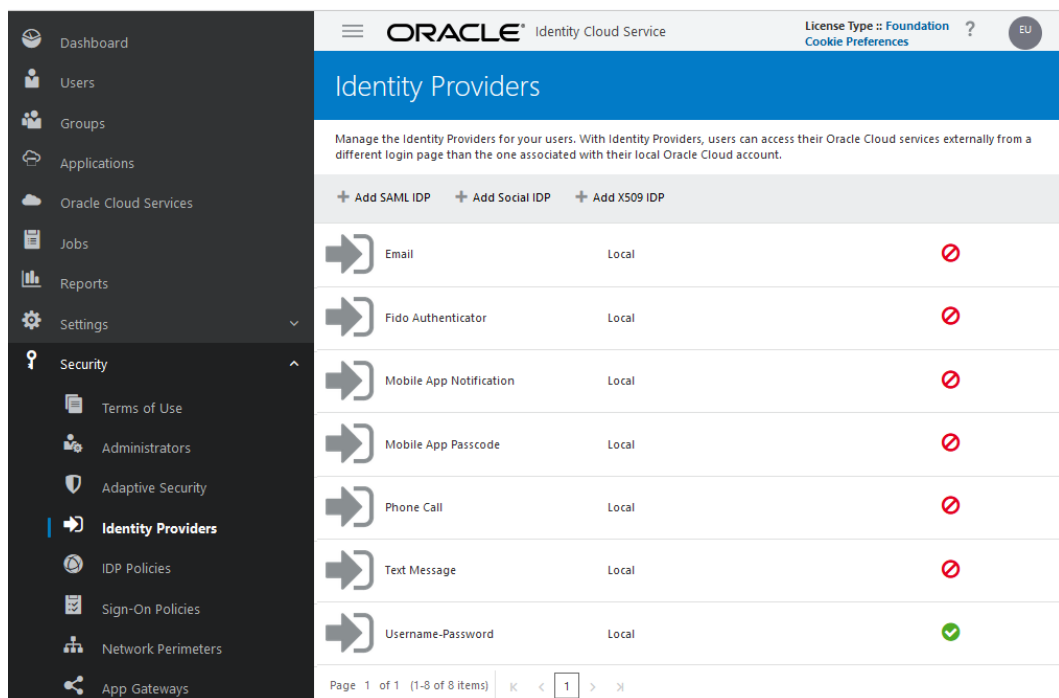 Dashboard
Users
Groups
Applications
Oracle Cloud Services
Jobs
Reports
Settings
Security
Terms of Use
Administrators
Adaptive Security
Identity Providers
IDP Policies
Sign-On Policies
Network Perimeters
App Gateways
ORACLE® Identity Cloud Service
License Type :: Foundation
Cookie Preferences
?
EU
Identity Providers
Manage the Identity Providers for your users. With Identity Providers, users can access their Oracle Cloud services externally from a
different login page than the one associated with their local Oracle Cloud account.
+ Add SAML IDP + Add Social IDP + Add X509 IDP
Email Local
Fido Authenticator Local
Mobile App Notification Local
Mobile App Passcode Local
Phone Call Local
Text Message Local
Username-Password Local
Page 1 of 1 (1-8 of 8 items) K < 1 > X